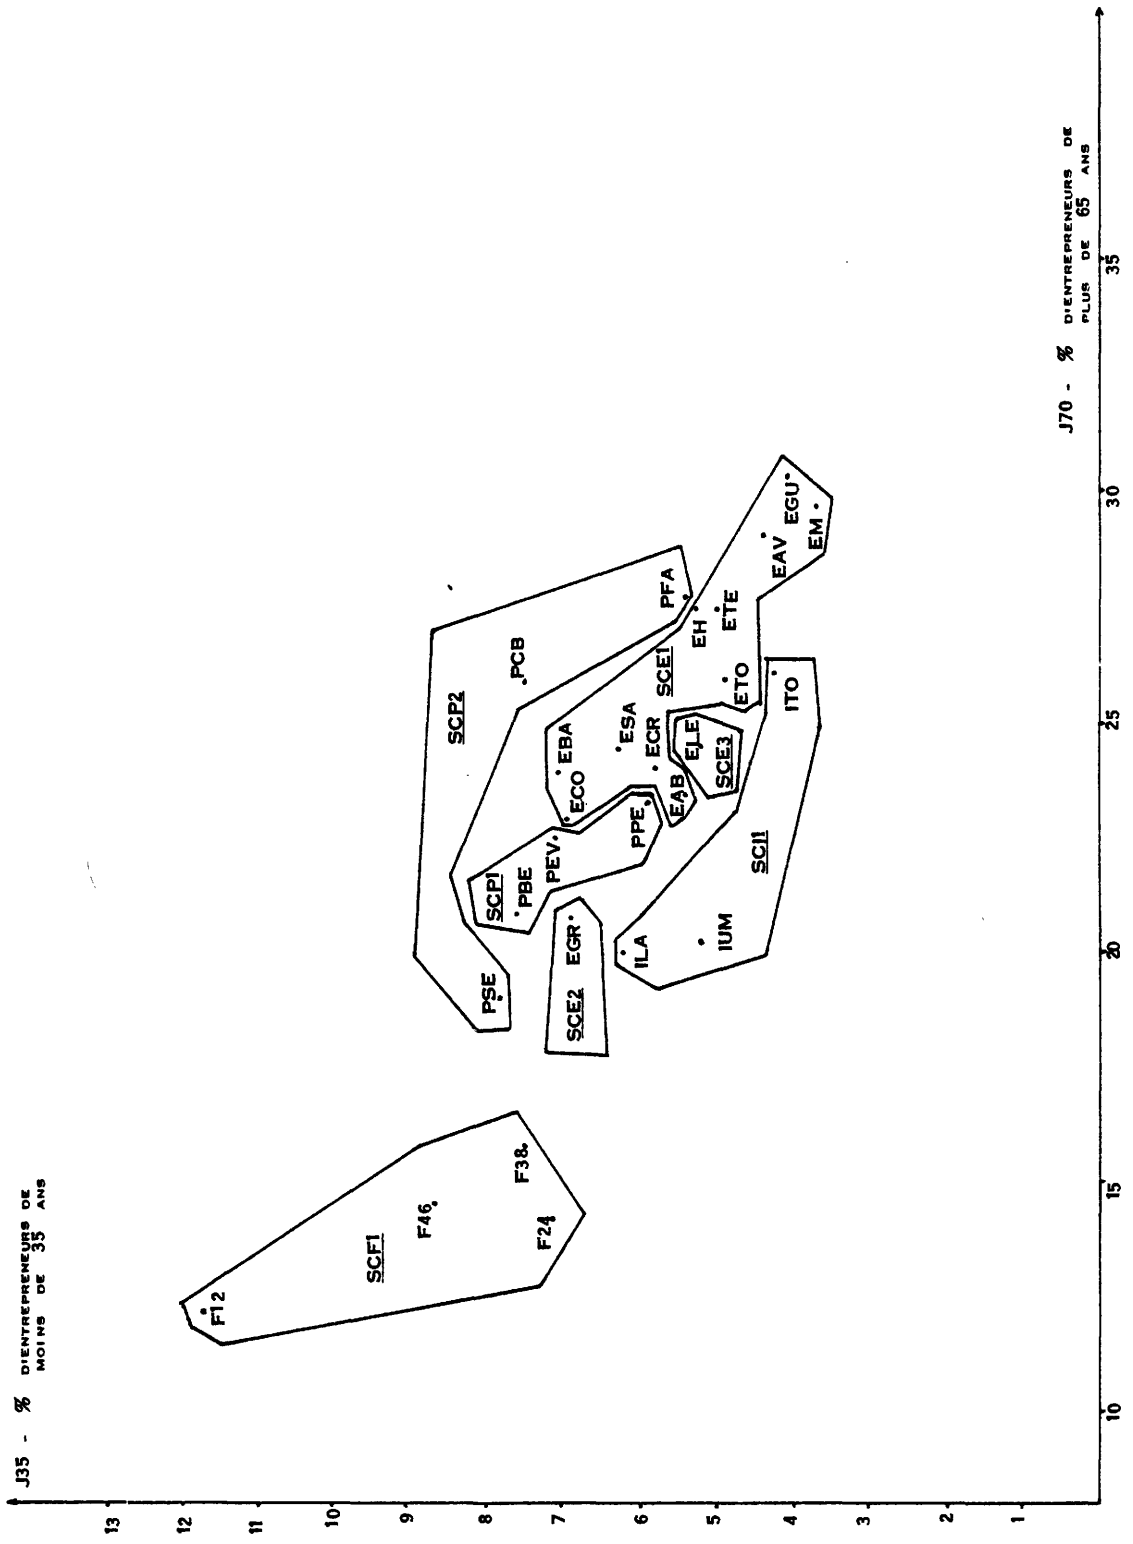 J35 - % D'ENTREPRENEURS DE
MOINS DE 35 ANS
13
12
11
10
9
8
7
6
5
4
3
2
1
F12
SCF1
F46
F24
F38
SCP2
PSE
PCB
PFA
SCP1
PBE
PEV
PPE
SCE2
EGR
EBA
ECO
ESA
ECR
EAB
SCE1
EH
ETE
ETO
EAV
EGU
EM
ELE
SCE3
ILA
IUM
SCI1
ITO
10
15
20
25
30
35
J70 - % D'ENTREPRENEURS DE
PLUS DE 65 ANS